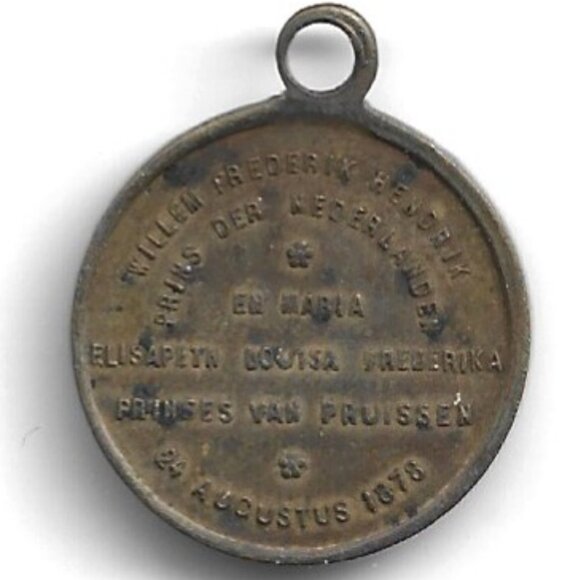 WILLEM FREDERIK HENDRIK
PRINS DER NEDERLANDEN
EN MARIA
ELISABETH LOUISA FREDERIKA
PRINSES VAN PRUISSEN
24 AUGUSTUS 1878